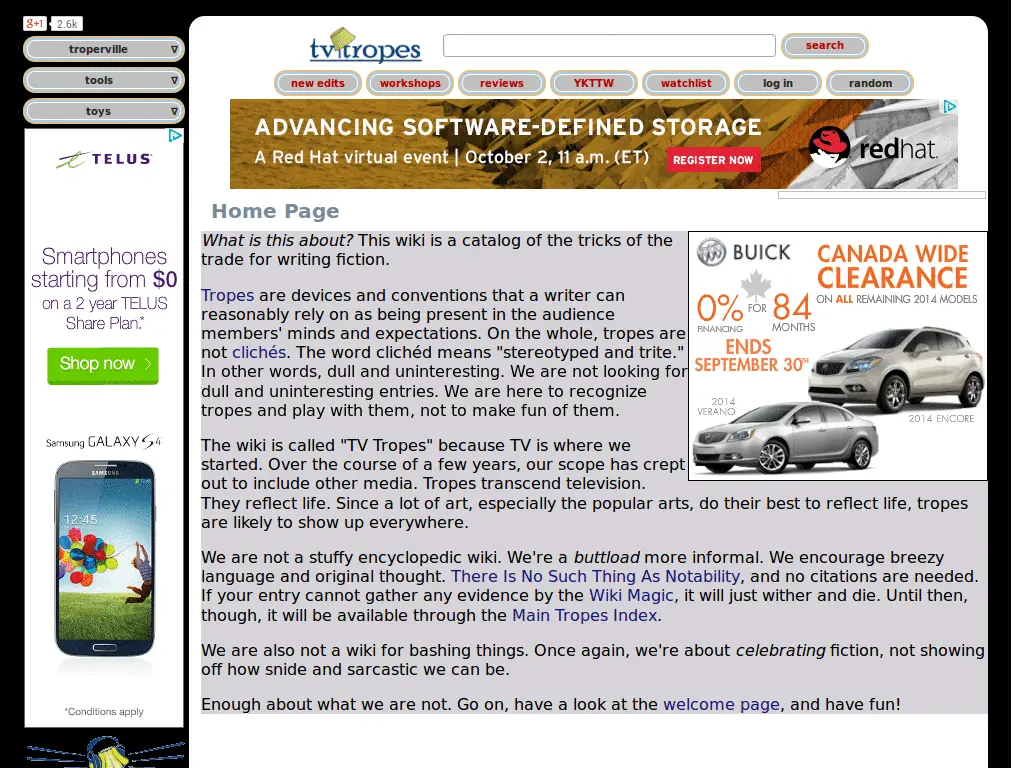 g+1 2.6k
troperville ∇
tools ∇
toys ∇
TELUS®
Smartphones
starting from $0
on a 2 year TELUS
Share Plan.*
Shop now
Samsung GALAXY S4
SAMSUNG
12:45
*Conditions apply
tv tropes
search
new edits workshops reviews YKTTW watchlist log in random
ADVANCING SOFTWARE-DEFINED STORAGE
A Red Hat virtual event | October 2, 11 a.m. (ET) REGISTER NOW
redhat.
Home Page
What is this about? This wiki is a catalog of the tricks of the
trade for writing fiction.
Tropes are devices and conventions that a writer can
reasonably rely on as being present in the audience
members' minds and expectations. On the whole, tropes are
not clichés. The word clichéd means "stereotyped and trite."
In other words, dull and uninteresting. We are not looking for
dull and uninteresting entries. We are here to recognize
tropes and play with them, not to make fun of them.
The wiki is called "TV Tropes" because TV is where we
started. Over the course of a few years, our scope has crept
out to include other media. Tropes transcend television.
They reflect life. Since a lot of art, especially the popular arts, do their best to reflect life, tropes
are likely to show up everywhere.
We are not a stuffy encyclopedic wiki. We're a buttload more informal. We encourage breezy
language and original thought. There Is No Such Thing As Notability, and no citations are needed.
If your entry cannot gather any evidence by the Wiki Magic, it will just wither and die. Until then,
though, it will be available through the Main Tropes Index.
We are also not a wiki for bashing things. Once again, we're about celebrating fiction, not showing
off how snide and sarcastic we can be.
Enough about what we are not. Go on, have a look at the welcome page, and have fun!
BUICK
CANADA WIDE
CLEARANCE
ON ALL REMAINING 2014 MODELS
0% FOR 84
FINANCING MONTHS
ENDS
SEPTEMBER 30TH
2014
VERANO
2014 ENCORE